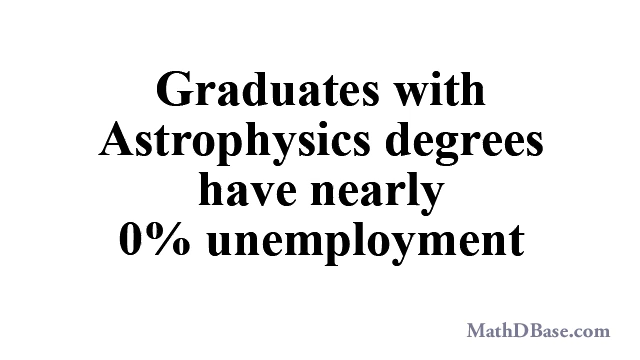 Graduates with
Astrophysics degrees
have nearly
0% unemployment
MathDBase.com